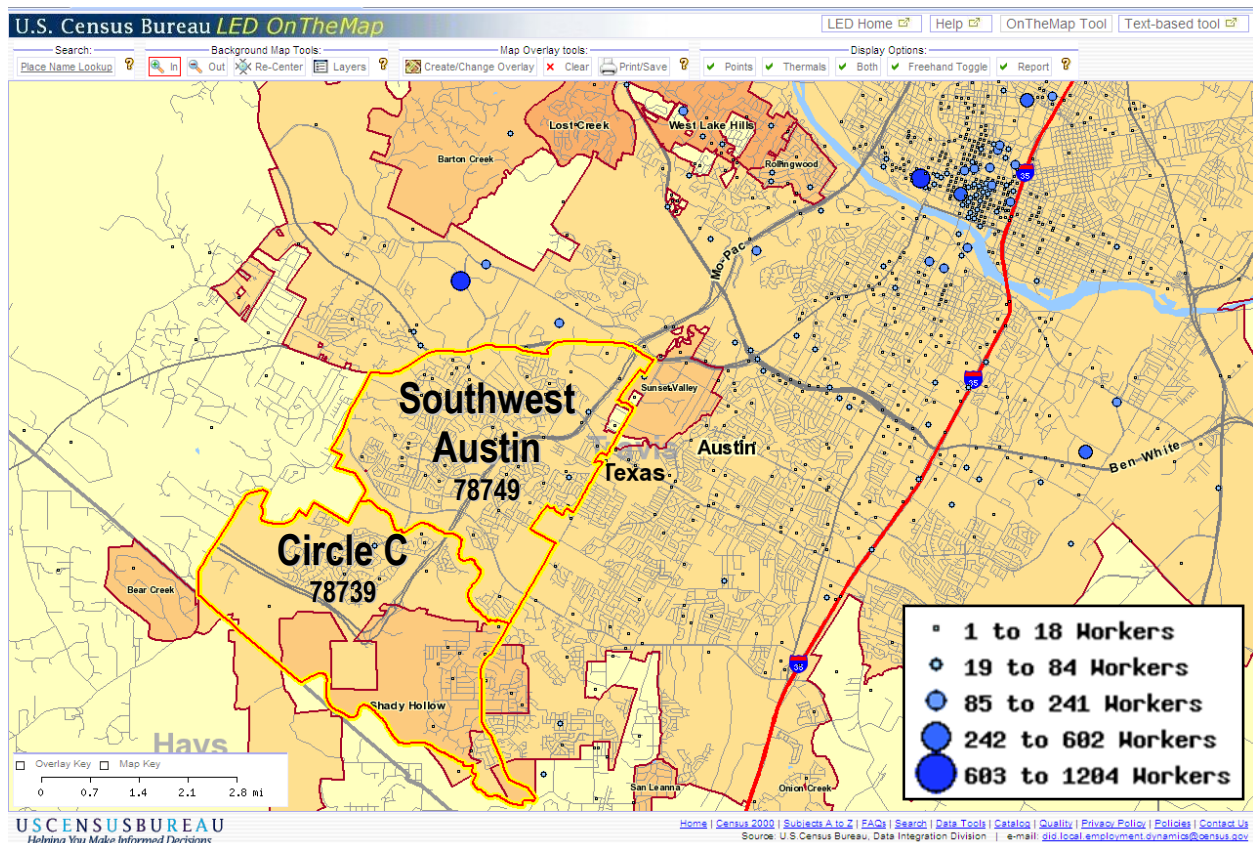 U.S. Census Bureau LED OnTheMap
LED Home Help OnTheMap Tool Text-based tool
Search: Background Map Tools: Map Overlay tools: Display Options:
Place Name Lookup ? In Out Re-Center Layers ? Create/Change Overlay Clear Print/Save ? Points Thermals Both Freehand Toggle Report ?
Lost Creek
West Lake Hills
Barton Creek
Rollingwood
35
Mo-Pac
Sunset Valley
35
Southwest
Austin
78749
Travis
Austin
Texas
Ben White
Circle C
78739
Bear Creek
Shady Hollow
35
Hays
San Leanna
Onion Creek
1 to 18 Workers
19 to 84 Workers
85 to 241 Workers
242 to 602 Workers
603 to 1204 Workers
Overlay Key Map Key
0 0.7 1.4 2.1 2.8 mi
USCENSUSBUREAU
Helping You Make Informed Decisions
Home | Census 2000 | Subjects A to Z | FAQs | Search | Data Tools | Catalog | Quality | Privacy Policy | Policies | Contact Us
Source: U.S.Census Bureau, Data Integration Division | e-mail: did.local.employment.dynamics@census.gov